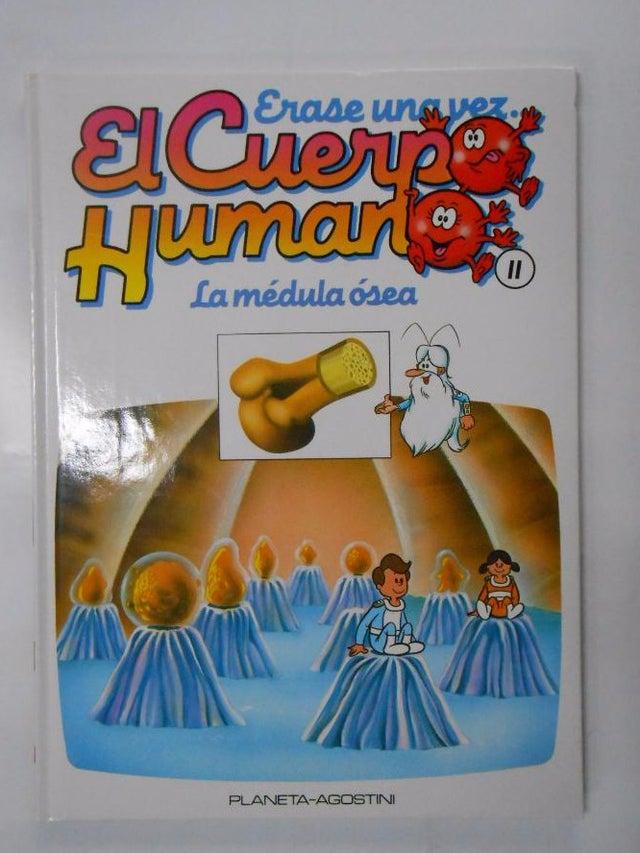 Erase una vez...
El Cuerpo
Humano
11
La médula ósea
PLANETA-AGOSTINI